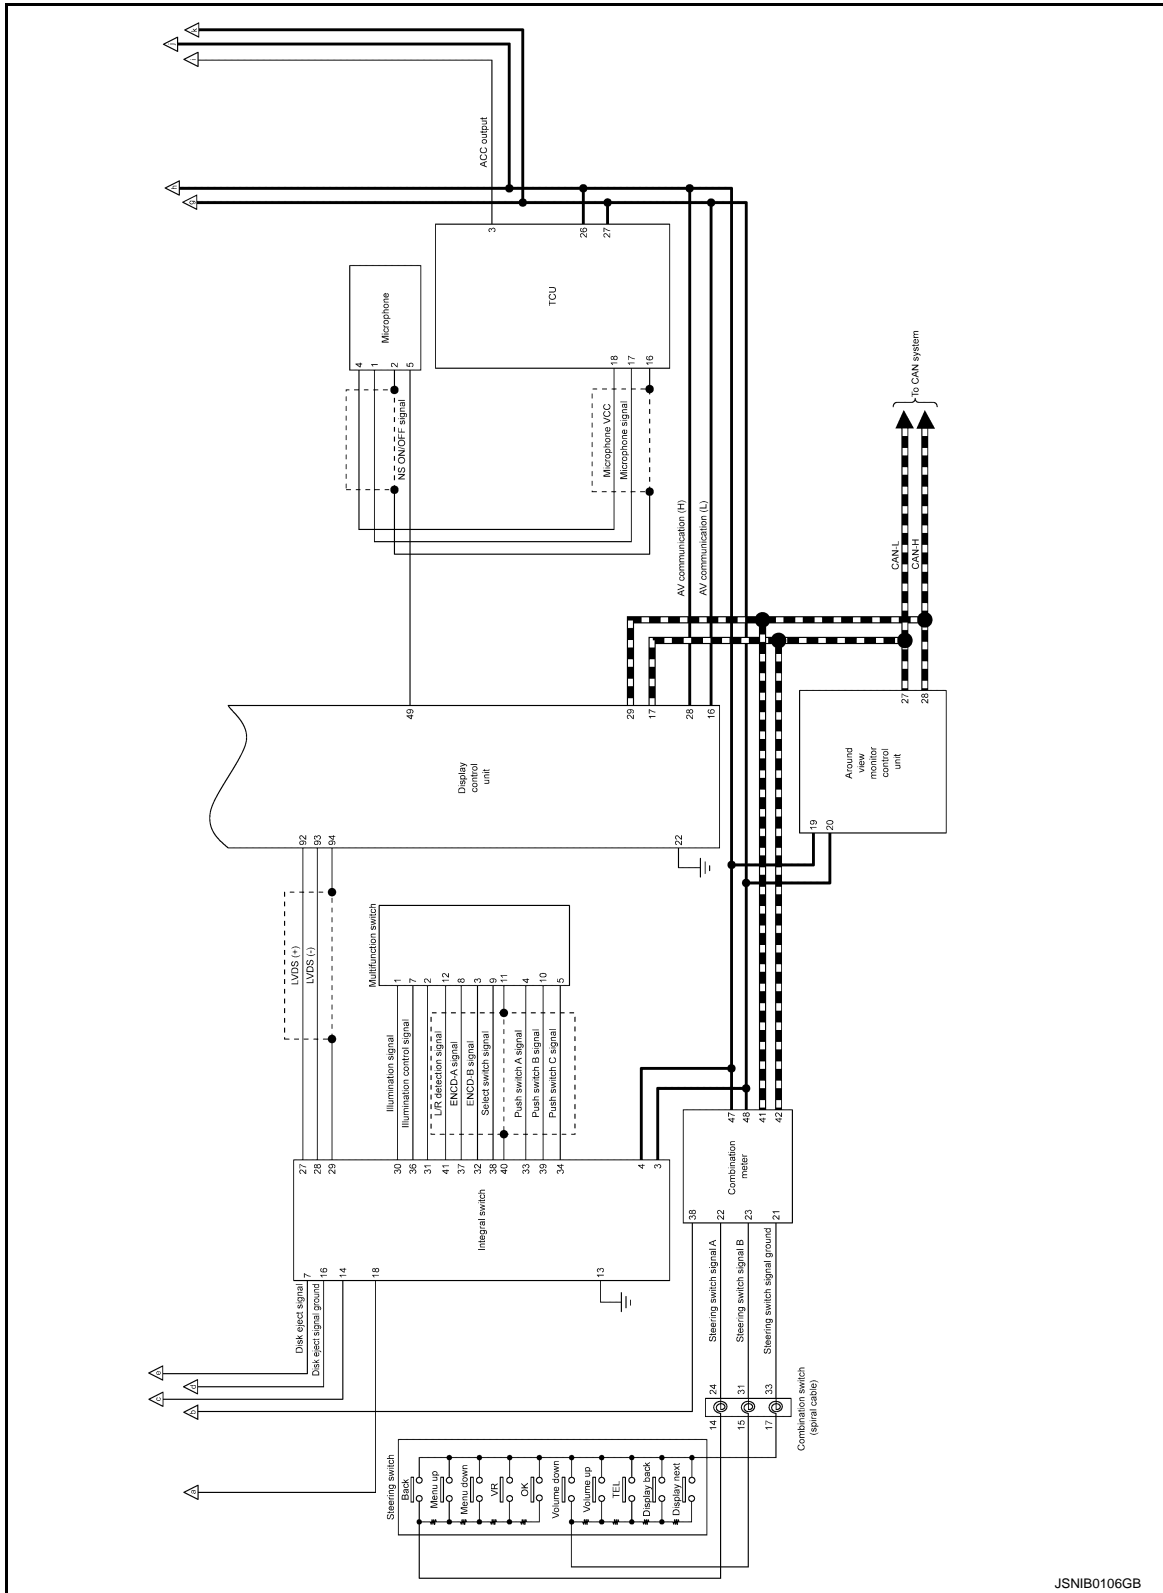 k
j
i
ACC output
h
g
3
26
27
TCU
18
17
16
Microphone
4
1
2
5
NS ON/OFF signal
Microphone VCC
Microphone signal
To CAN system
CAN-L
CAN-H
AV communication (H)
AV communication (L)
49
29
17
28
16
Display
control
unit
92
93
94
22
27
28
Around
view
monitor
control
unit
19
20
LVDS (+)
LVDS (-)
Multifunction switch
1
7
2
12
8
3
9
11
4
10
5
Illumination signal
Illumination control signal
L/R detection signal
ENCD-A signal
ENCD-B signal
Select switch signal
Push switch A signal
Push switch B signal
Push switch C signal
27
28
29
30
36
31
41
37
32
38
40
33
39
34
4
3
Integral switch
7
16
14
18
13
47
48
41
42
Combination
meter
38
22
23
21
Disk eject signal
Disk eject signal ground
Steering switch signal A
Steering switch signal B
Steering switch signal ground
e
d
c
b
a
24
31
33
14
15
17
Combination switch
(spiral cable)
Steering switch
Back
Menu up
Menu down
VR
OK
Volume down
Volume up
TEL
Display back
Display next
JSNIB0106GB